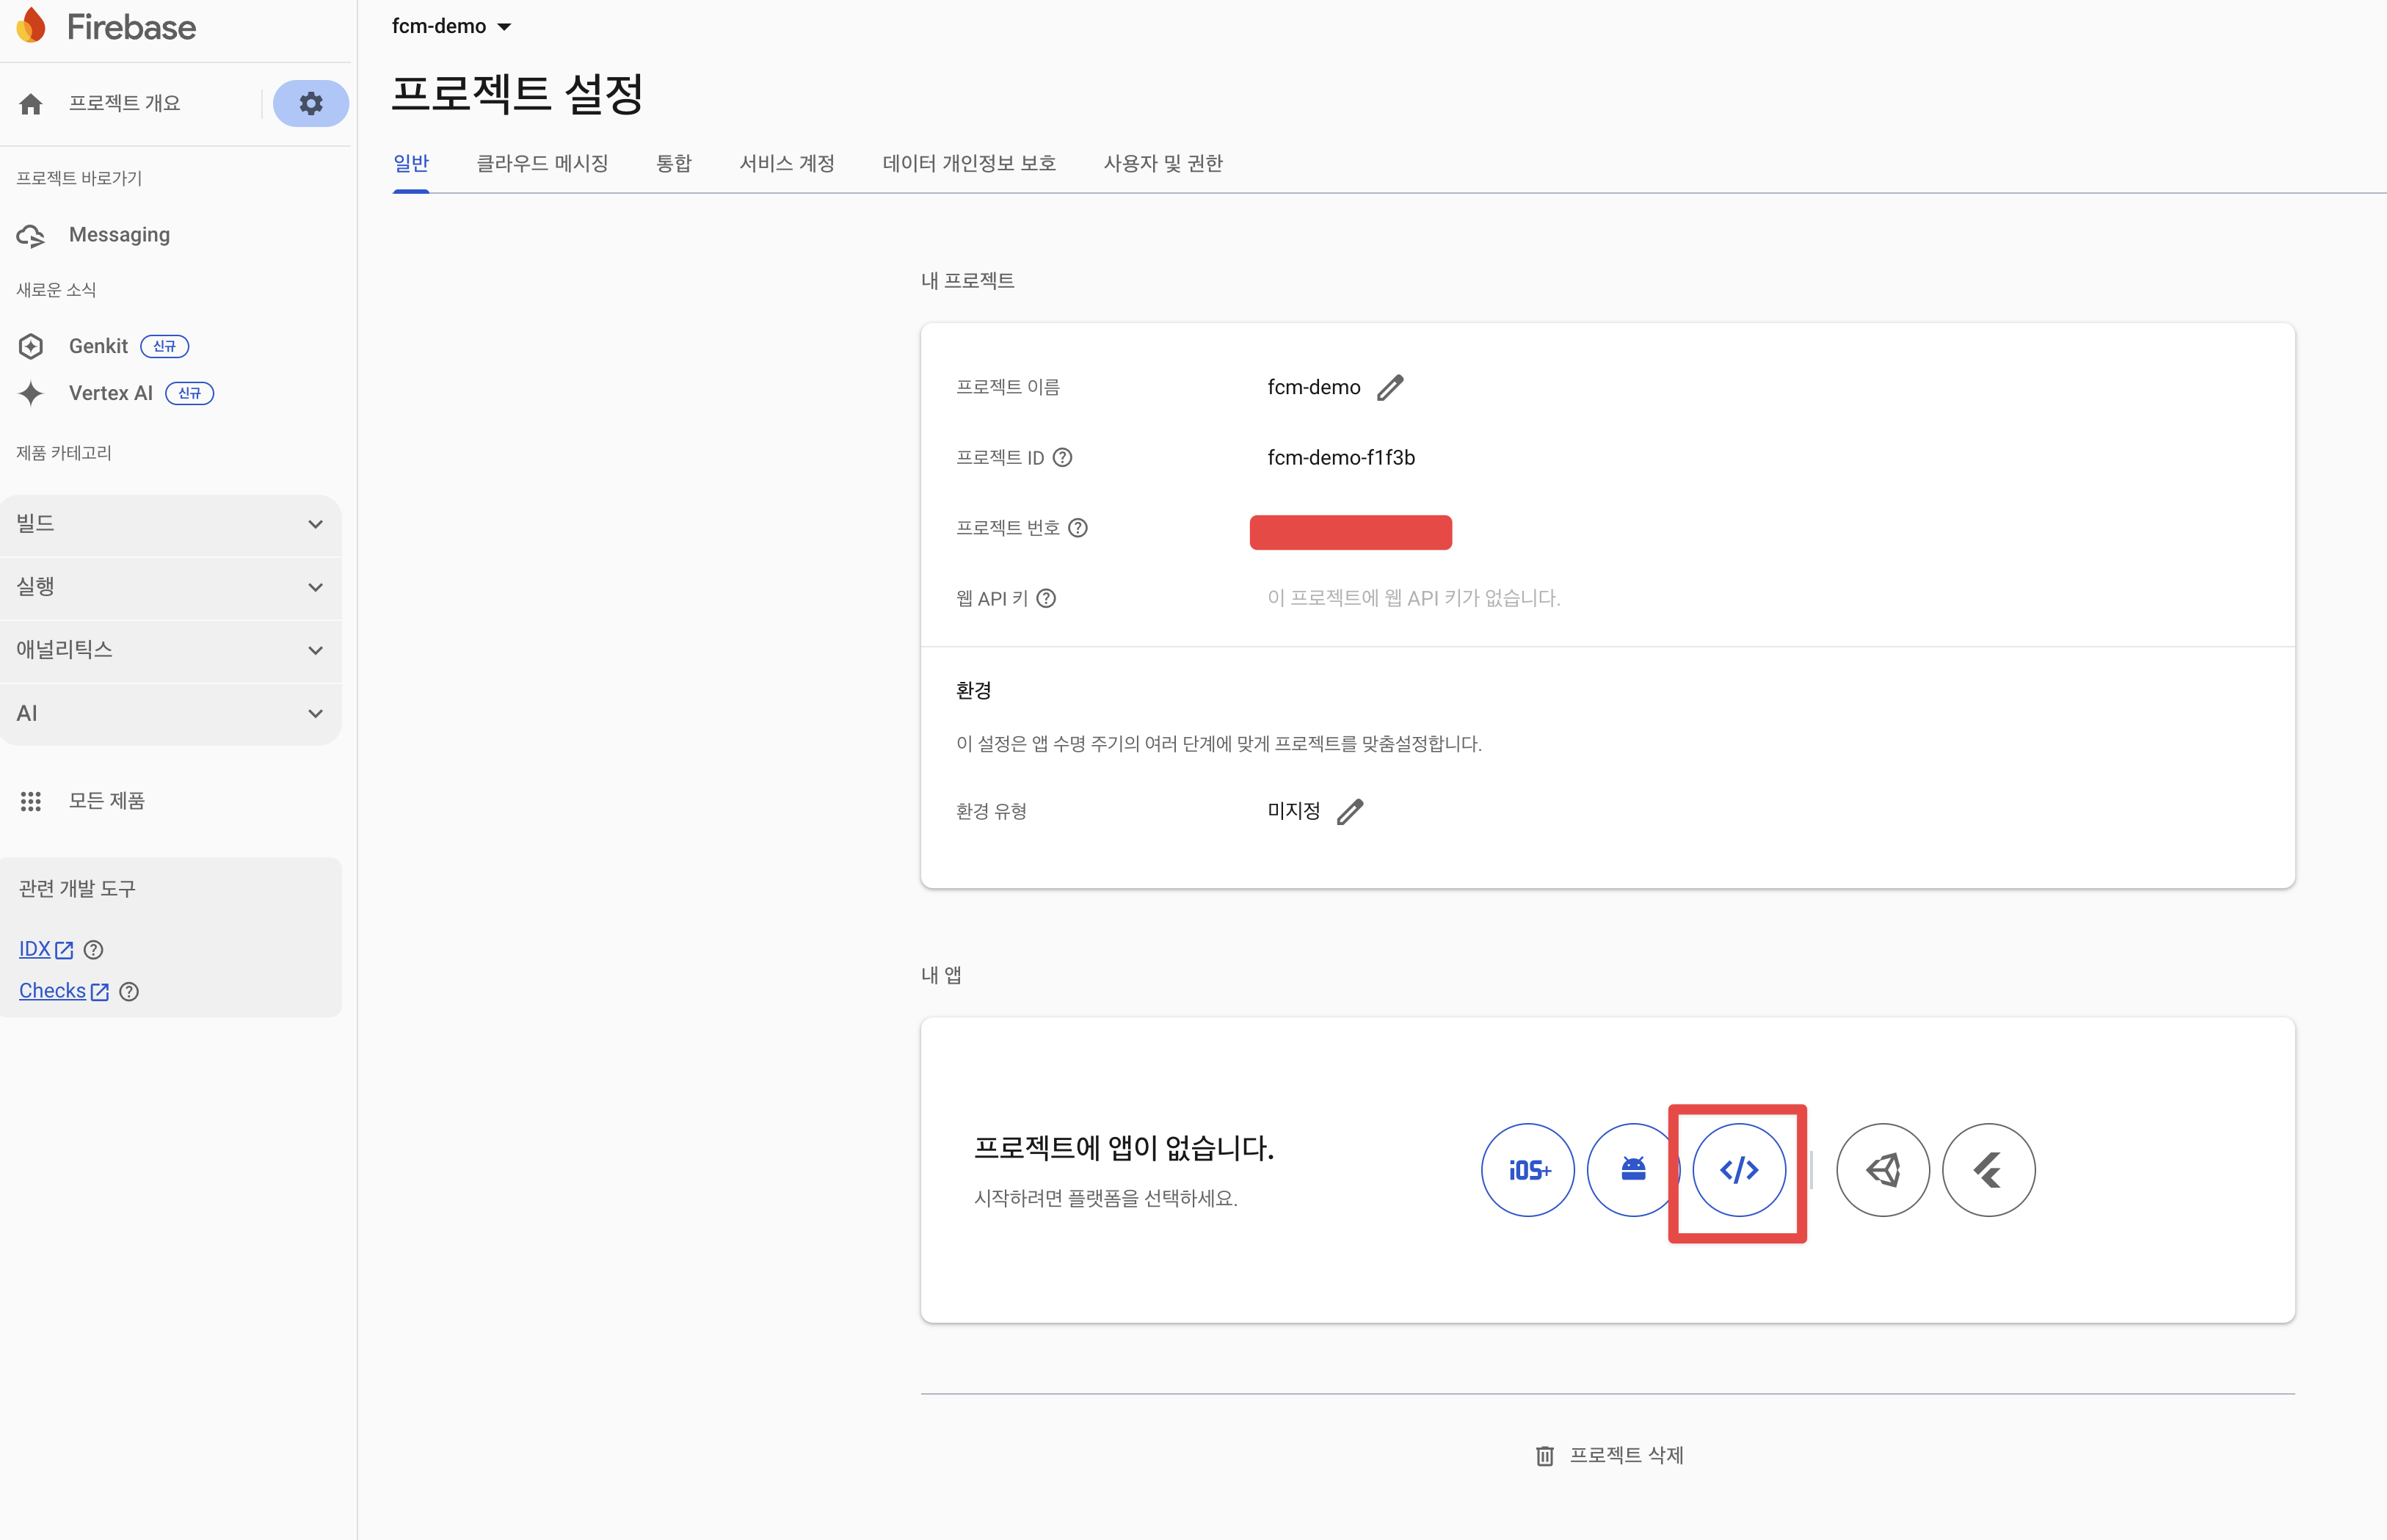 Firebase
프로젝트 개요
프로젝트 바로가기
Messaging
새로운 소식
Genkit 신규
Vertex AI 신규
제품 카테고리
빌드
실행
애널리틱스
AI
모든 제품
관련 개발 도구
IDX
Checks
fcm-demo
프로젝트 설정
일반 클라우드 메시징 통합 서비스 계정 데이터 개인정보 보호 사용자 및 권한
내 프로젝트
프로젝트 이름 fcm-demo
프로젝트 ID fcm-demo-f1f3b
프로젝트 번호
웹 API 키 이 프로젝트에 웹 API 키가 없습니다.
환경
이 설정은 앱 수명 주기의 여러 단계에 맞게 프로젝트를 맞춤설정합니다.
환경 유형 미지정
내 앱
프로젝트에 앱이 없습니다.
시작하려면 플랫폼을 선택하세요.
iOS+ </>
프로젝트 삭제